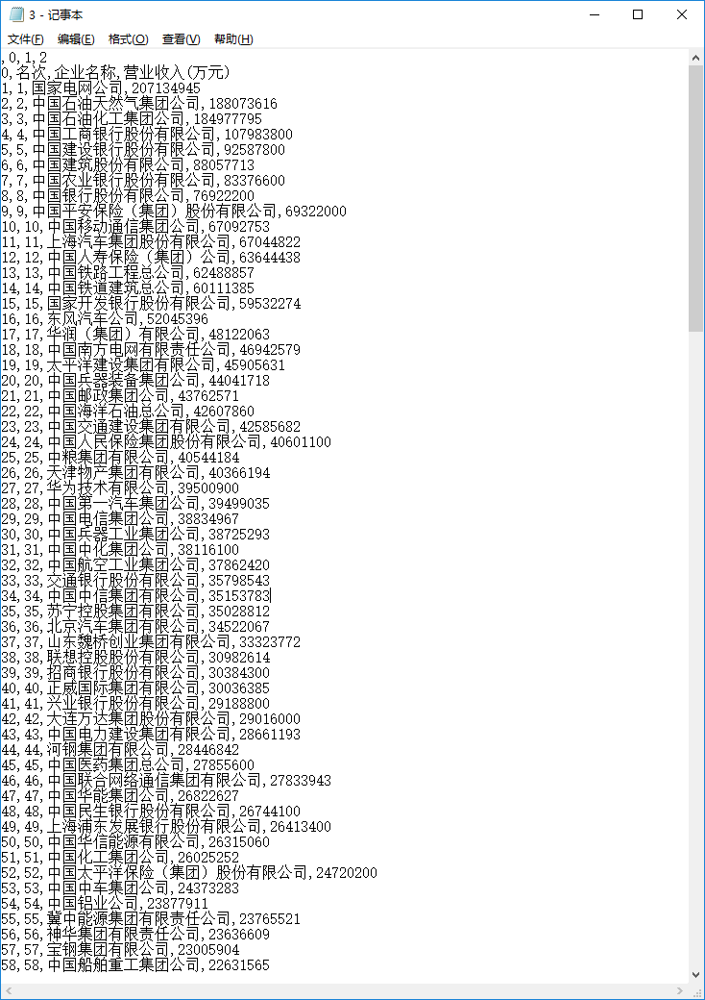 3 - 记事本
文件(F) 编辑(E) 格式(O) 查看(V) 帮助(H)
,0,1,2
0,名次,企业名称,营业收入(万元)
1,1,国家电网公司,207134945
2,2,中国石油天然气集团公司,188073616
3,3,中国石油化工集团公司,184977795
4,4,中国工商银行股份有限公司,107983800
5,5,中国建设银行股份有限公司,92587800
6,6,中国建筑股份有限公司,88057713
7,7,中国农业银行股份有限公司,83376600
8,8,中国银行股份有限公司,76922200
9,9,中国平安保险（集团）股份有限公司,69322000
10,10,中国移动通信集团公司,67092753
11,11,上海汽车集团股份有限公司,67044822
12,12,中国人寿保险（集团）公司,63644438
13,13,中国铁路工程总公司,62488857
14,14,中国铁道建筑总公司,60111385
15,15,国家开发银行股份有限公司,59532274
16,16,东风汽车公司,52045396
17,17,华润（集团）有限公司,48122063
18,18,中国南方电网有限责任公司,46942579
19,19,太平洋建设集团有限公司,45905631
20,20,中国兵器装备集团公司,44041718
21,21,中国邮政集团公司,43762571
22,22,中国海洋石油总公司,42607860
23,23,中国交通建设集团有限公司,42585682
24,24,中国人民保险集团股份有限公司,40601100
25,25,中粮集团有限公司,40544184
26,26,天津物产集团有限公司,40366194
27,27,华为技术有限公司,39500900
28,28,中国第一汽车集团公司,39499035
29,29,中国电信集团公司,38834967
30,30,中国兵器工业集团公司,38725293
31,31,中国中化集团公司,38116100
32,32,中国航空工业集团公司,37862420
33,33,交通银行股份有限公司,35798543
34,34,中国中信集团有限公司,35153783
35,35,苏宁控股集团有限公司,35028812
36,36,北京汽车集团有限公司,34522067
37,37,山东魏桥创业集团有限公司,33323772
38,38,联想控股股份有限公司,30982614
39,39,招商银行股份有限公司,30384300
40,40,正威国际集团有限公司,30036385
41,41,兴业银行股份有限公司,29188800
42,42,大连万达集团股份有限公司,29016000
43,43,中国电力建设集团有限公司,28661193
44,44,河钢集团有限公司,28446842
45,45,中国医药集团总公司,27855600
46,46,中国联合网络通信集团有限公司,27833943
47,47,中国华能集团公司,26822627
48,48,中国民生银行股份有限公司,26744100
49,49,上海浦东发展银行股份有限公司,26413400
50,50,中国华信能源有限公司,26315060
51,51,中国化工集团公司,26025252
52,52,中国太平洋保险（集团）股份有限公司,24720200
53,53,中国中车集团公司,24373283
54,54,中国铝业公司,23877911
55,55,冀中能源集团有限责任公司,23765521
56,56,神华集团有限责任公司,23636609
57,57,宝钢集团有限公司,23005904
58,58,中国船舶重工集团公司,22631565